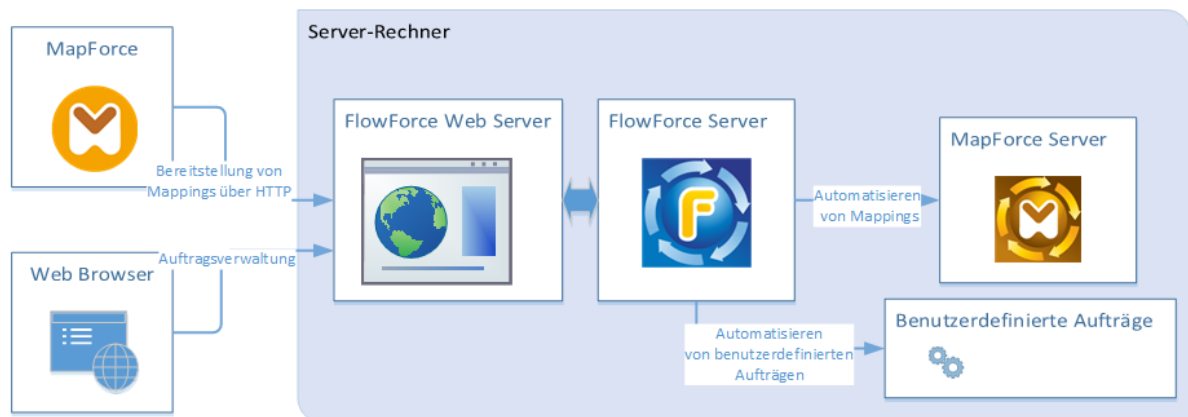 Server-Rechner
MapForce
FlowForce Web Server
FlowForce Server
MapForce Server
Bereitstellung von
Mappings über HTTP
Automatisieren
von Mappings
Auftragsverwaltung
Web Browser
Automatisieren
von benutzerdefinierten
Aufträgen
Benutzerdefinierte Aufträge